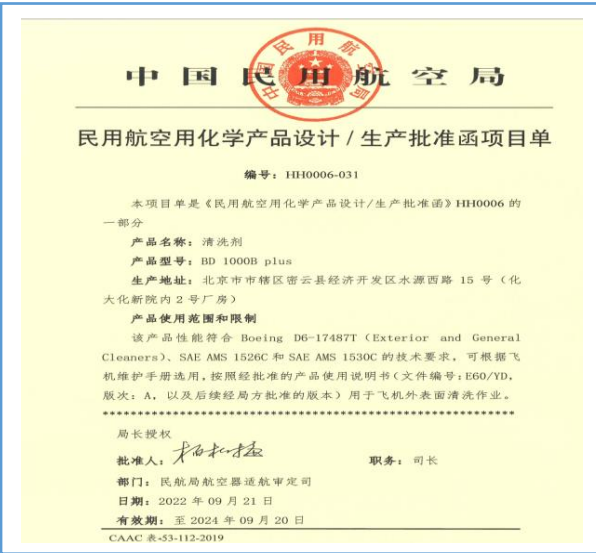 中国民用航空局
民用航空用化学产品设计/生产批准函项目单
编号：HH0006-031
本项目单是《民用航空用化学产品设计/生产批准函》HH0006 的
一部分
产品名称：清洗剂
产品型号：BD 1000B plus
生产地址：北京市市辖区密云县经济开发区水源西路 15 号（化
大化新院内 2 号厂房）
产品使用范围和限制
该产品性能符合 Boeing D6-17487T (Exterior and General
Cleaners)、SAE AMS 1526C 和 SAE AMS 1530C 的技术要求，可根据飞
机维护手册选用，按照经批准的产品使用说明书（文件编号：E60/YD，
版次：A，以及后续经局方批准的版本）用于飞机外表面清洗作业。
****************************************************************
局长授权
批准人：
职务：司长
部门：民航局航空器适航审定司
日期：2022 年 09 月 21 日
有效期：至 2024 年 09 月 20 日
CAAC 表-53-112-2019